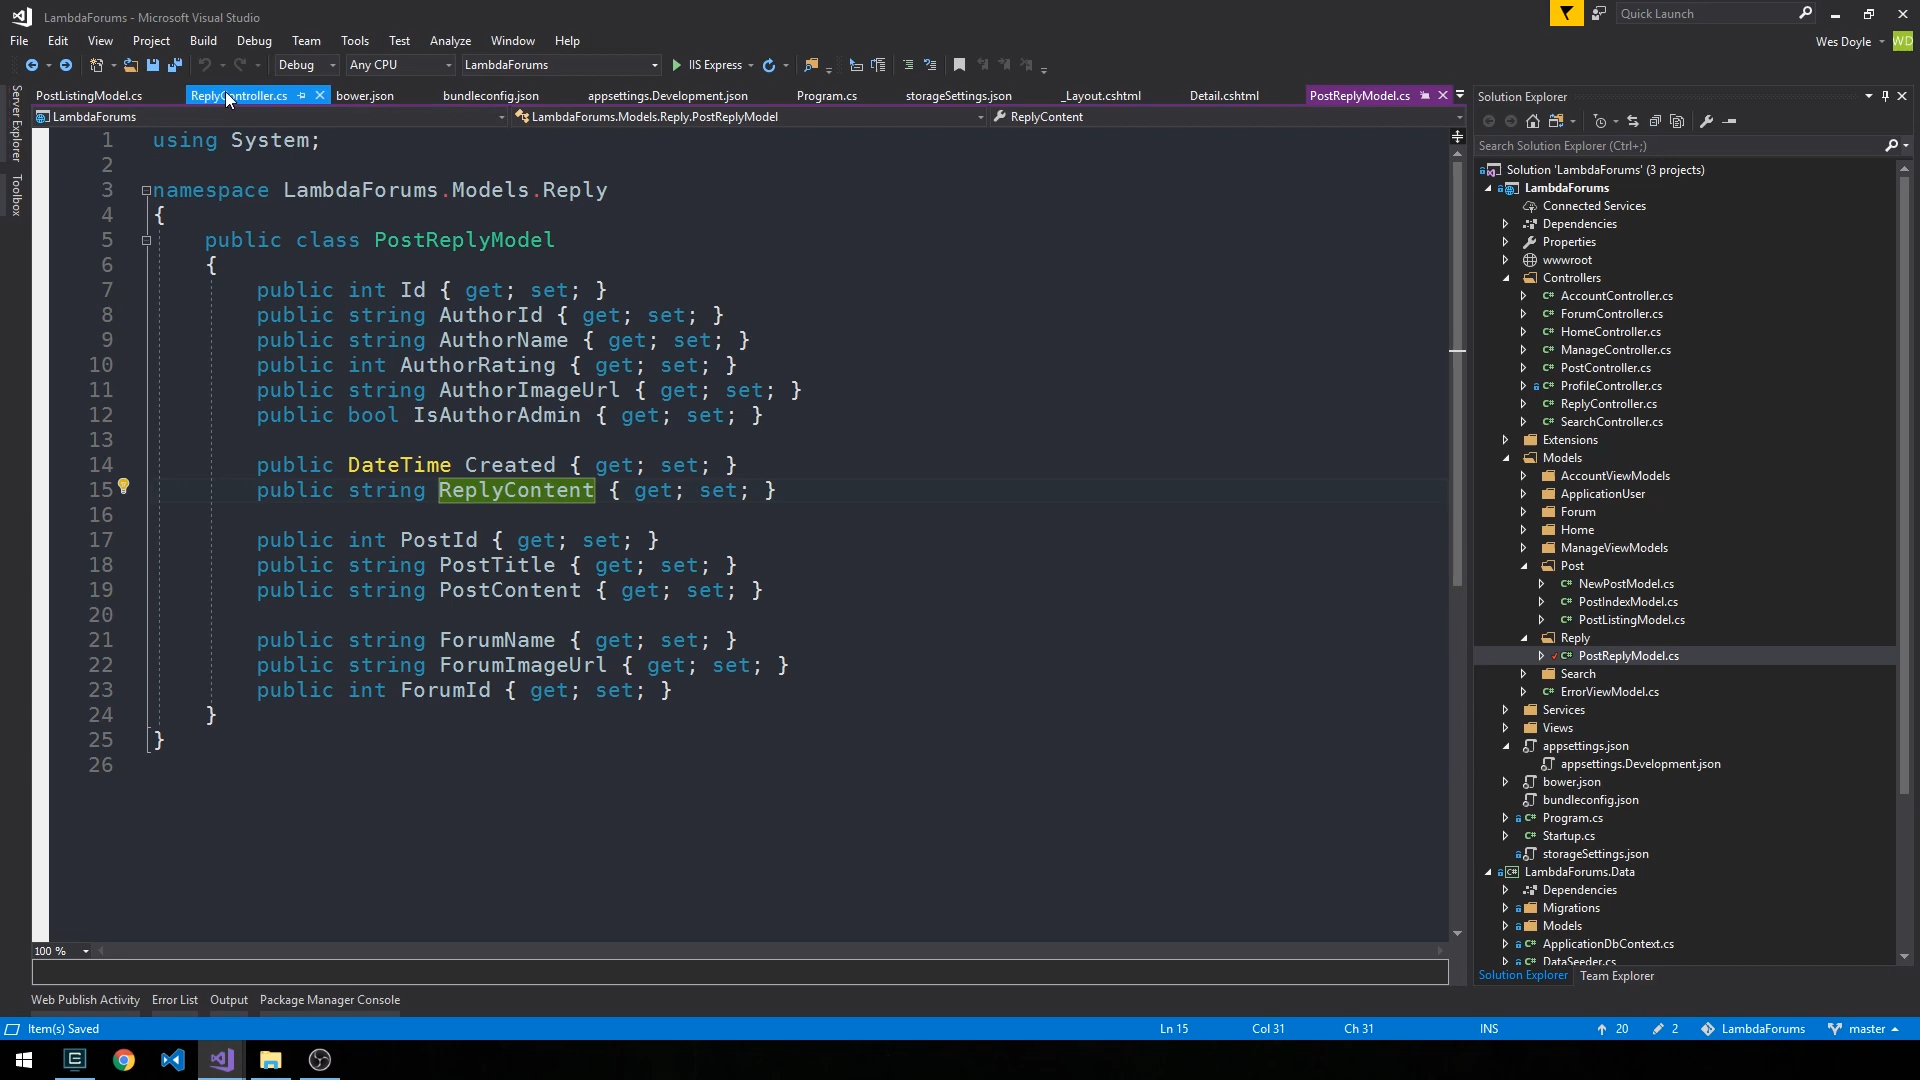 LambdaForums - Microsoft Visual Studio
Quick Launch
File Edit View Project Build Debug Team Tools Test Analyze Window Help
Wes Doyle WD
Debug Any CPU LambdaForums IIS Express
PostListingModel.cs ReplyController.cs bower.json bundleconfig.json appsettings.Development.json Program.cs storageSettings.json _Layout.cshtml Detail.cshtml PostReplyModel.cs
LambdaForums LambdaForums.Models.Reply.PostReplyModel ReplyContent
Server Explorer
Toolbox
1 using System;
2
3 namespace LambdaForums.Models.Reply
4 {
5 public class PostReplyModel
6 {
7 public int Id { get; set; }
8 public string AuthorId { get; set; }
9 public string AuthorName { get; set; }
10 public int AuthorRating { get; set; }
11 public string AuthorImageUrl { get; set; }
12 public bool IsAuthorAdmin { get; set; }
13
14 public DateTime Created { get; set; }
15 public string ReplyContent { get; set; }
16
17 public int PostId { get; set; }
18 public string PostTitle { get; set; }
19 public string PostContent { get; set; }
20
21 public string ForumName { get; set; }
22 public string ForumImageUrl { get; set; }
23 public int ForumId { get; set; }
24 }
25 }
26
100 %
Solution Explorer
Search Solution Explorer (Ctrl+;)
Solution 'LambdaForums' (3 projects)
LambdaForums
Connected Services
Dependencies
Properties
wwwroot
Controllers
C# AccountController.cs
C# ForumController.cs
C# HomeController.cs
C# ManageController.cs
C# PostController.cs
C# ProfileController.cs
C# ReplyController.cs
C# SearchController.cs
Extensions
Models
AccountViewModels
ApplicationUser
Forum
Home
ManageViewModels
Post
C# NewPostModel.cs
C# PostIndexModel.cs
C# PostListingModel.cs
Reply
C# PostReplyModel.cs
Search
C# ErrorViewModel.cs
Services
Views
appsettings.json
appsettings.Development.json
bower.json
bundleconfig.json
C# Program.cs
C# Startup.cs
storageSettings.json
C# LambdaForums.Data
Dependencies
Migrations
Models
C# ApplicationDbContext.cs
C# DataSeeder.cs
Solution Explorer Team Explorer
Web Publish Activity Error List Output Package Manager Console
Item(s) Saved Ln 15 Col 31 Ch 31 INS 20 2 LambdaForums master